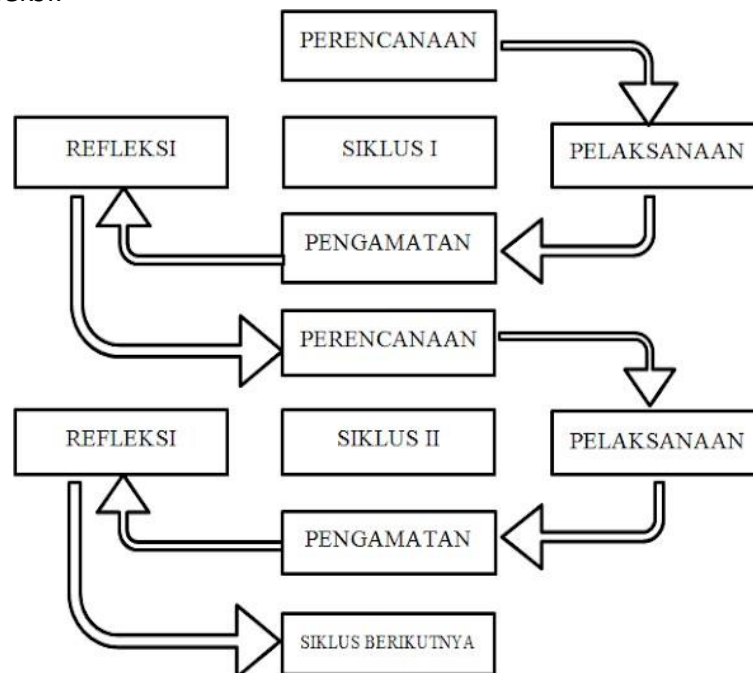 PERENCANAAN
REFLEKSI
SIKLUS I
PELAKSANAAN
PENGAMATAN
PERENCANAAN
REFLEKSI
SIKLUS II
PELAKSANAAN
PENGAMATAN
SIKLUS BERIKUTNYA